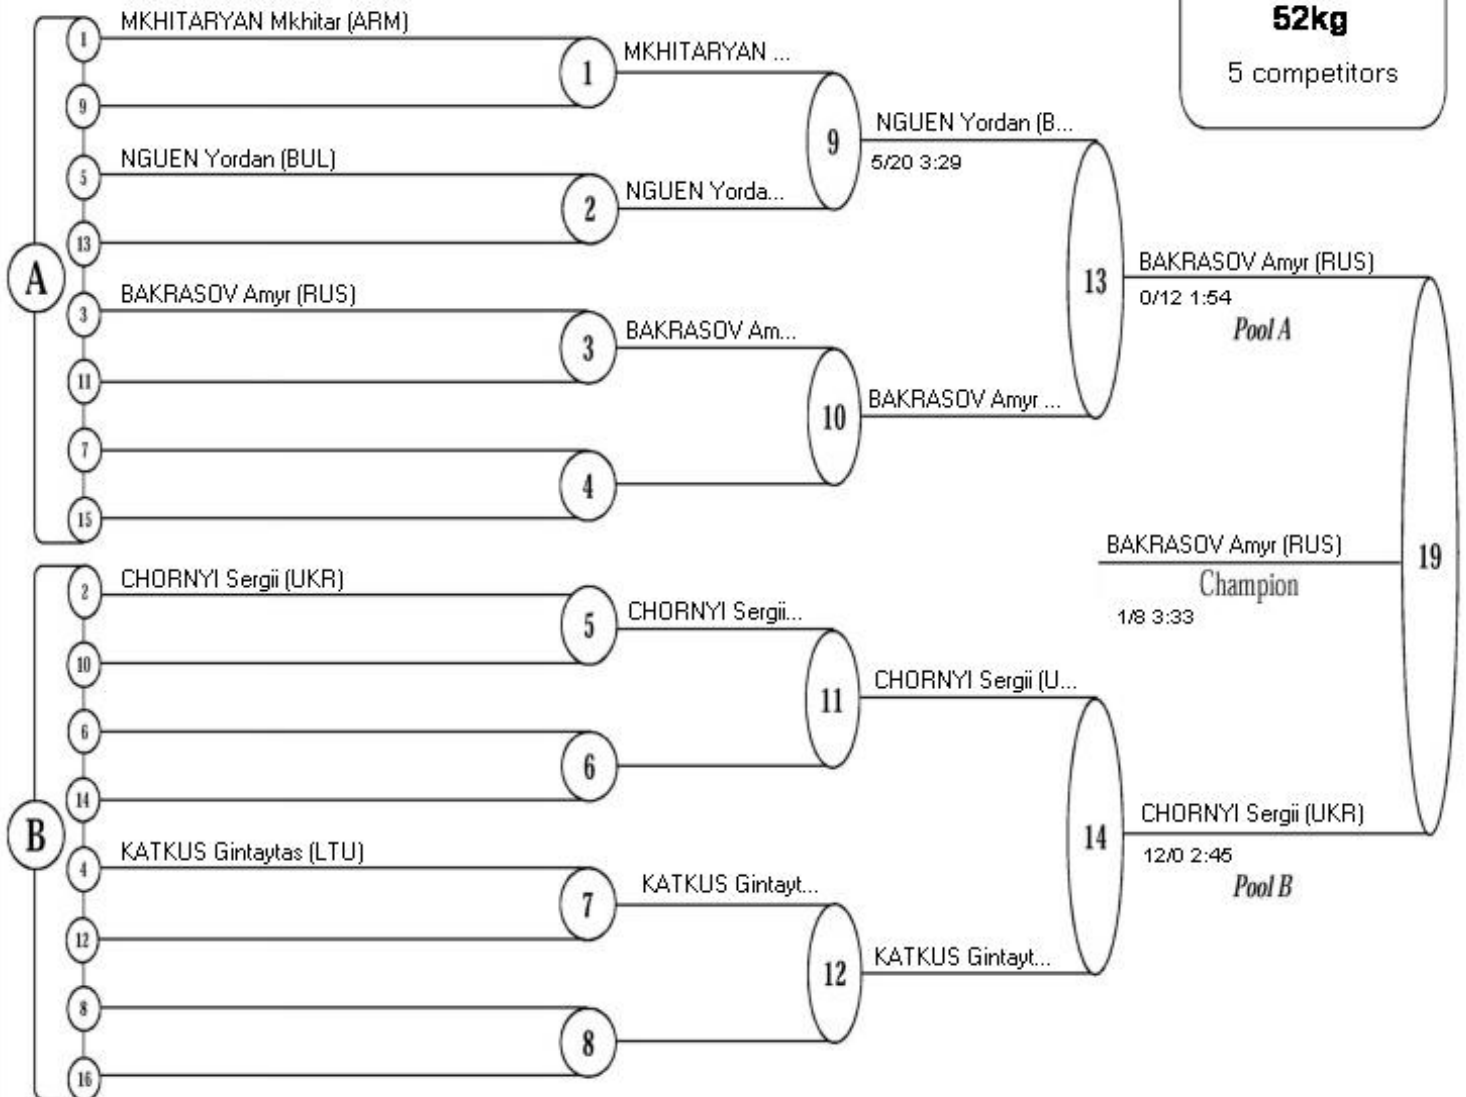 52kg
5 competitors
MKHITARYAN Mkhitar (ARM)
1
9
NGUEN Yordan (BUL)
5
13
BAKRASOV Amyr (RUS)
3
11
7
15
A
1
2
3
4
MKHITARYAN ...
NGUEN Yorda...
BAKRASOV Am...
9
10
NGUEN Yordan (B...
5/20 3:29
BAKRASOV Amyr ...
13
BAKRASOV Amyr (RUS)
0/12 1:54
Pool A
BAKRASOV Amyr (RUS)
Champion
1/8 3:33
19
CHORNYI Sergii (UKR)
2
10
6
14
KATKUS Gintaytas (LTU)
4
12
8
16
B
5
6
7
8
CHORNYI Sergii...
KATKUS Gintayt...
11
12
CHORNYI Sergii (U...
KATKUS Gintayt...
14
CHORNYI Sergii (UKR)
12/0 2:45
Pool B